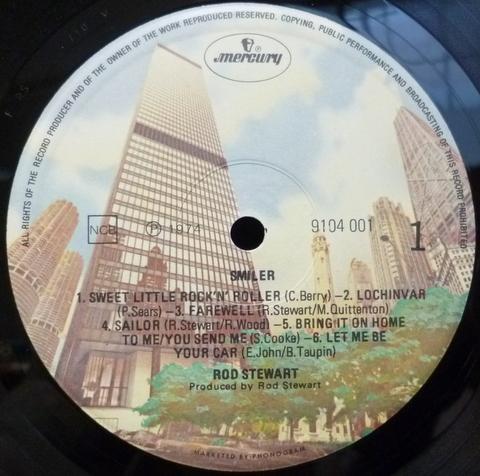 ALL RIGHTS OF THE RECORD PRODUCER AND OF THE OWNER OF THE WORK REPRODUCED RESERVED. COPYING, PUBLIC PERFORMANCE AND BROADCASTING OF THIS RECORD PROHIBITED
mercury ®
NCB ℗ 1974 9104 001 1
SMILER
1. SWEET LITTLE ROCK'N' ROLLER (C. Berry) –2. LOCHINVAR
(P. Sears) –3. FAREWELL (R. Stewart/M. Quittenton)
4. SAILOR (R. Stewart/R. Wood) –5. BRING IT ON HOME
TO ME/YOU SEND ME (S. Cooke) –6. LET ME BE
YOUR CAR (E. John/B. Taupin)
ROD STEWART
Produced by Rod Stewart
MARKETED BY PHONOGRAM